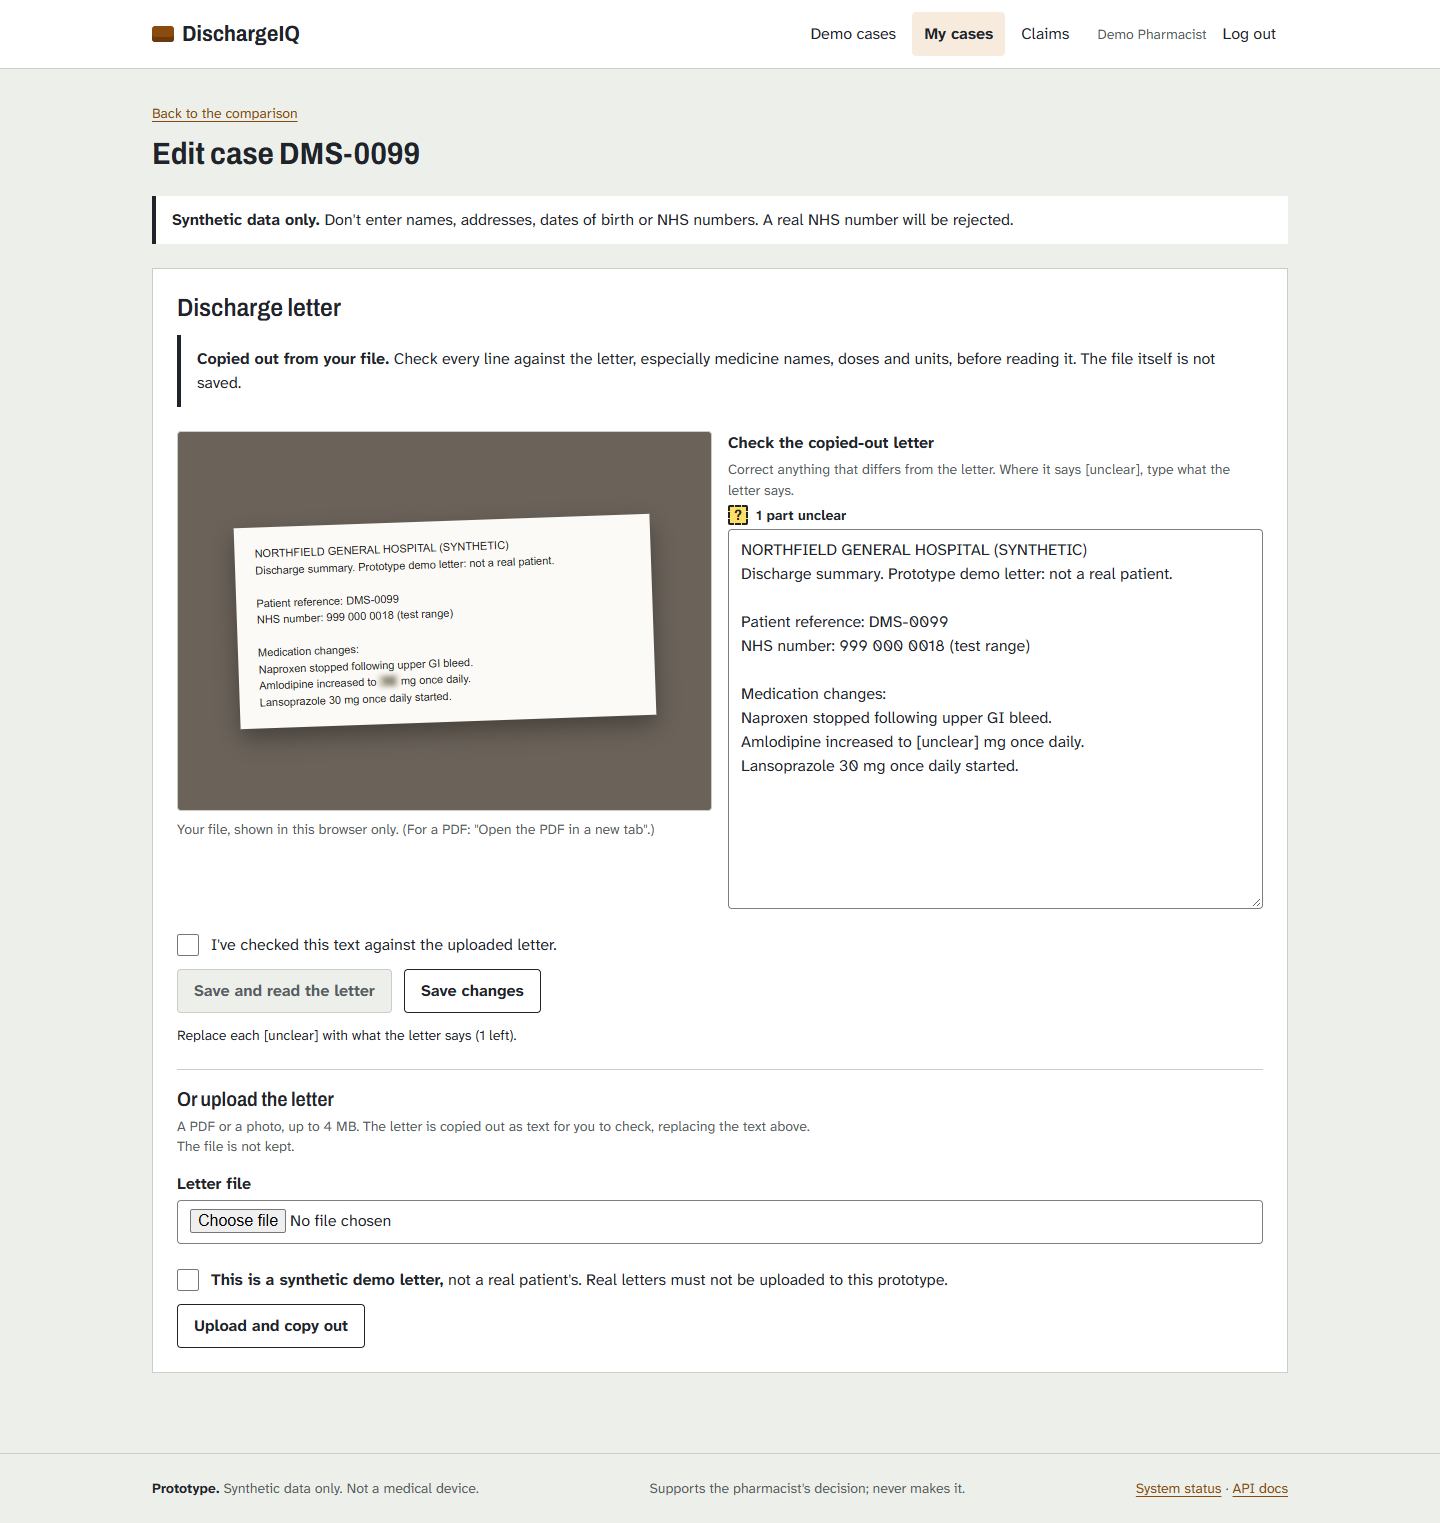 DischargeIQ
Demo cases
My cases
Claims
Demo Pharmacist
Log out
Back to the comparison
Edit case DMS-0099
Synthetic data only. Don't enter names, addresses, dates of birth or NHS numbers. A real NHS number will be rejected.
Discharge letter
Copied out from your file. Check every line against the letter, especially medicine names, doses and units, before reading it. The file itself is not
saved.
NORTHFIELD GENERAL HOSPITAL (SYNTHETIC)
Discharge summary. Prototype demo letter: not a real patient.
Patient reference: DMS-0099
NHS number: 999 000 0018 (test range)
Medication changes:
Naproxen stopped following upper GI bleed.
Amlodipine increased to mg once daily.
Lansoprazole 30 mg once daily started.
Your file, shown in this browser only. (For a PDF: "Open the PDF in a new tab".)
Check the copied-out letter
Correct anything that differs from the letter. Where it says [unclear], type what the
letter says.
? 1 part unclear
NORTHFIELD GENERAL HOSPITAL (SYNTHETIC)
Discharge summary. Prototype demo letter: not a real patient.
Patient reference: DMS-0099
NHS number: 999 000 0018 (test range)
Medication changes:
Naproxen stopped following upper GI bleed.
Amlodipine increased to [unclear] mg once daily.
Lansoprazole 30 mg once daily started.
I've checked this text against the uploaded letter.
Save and read the letter
Save changes
Replace each [unclear] with what the letter says (1 left).
Or upload the letter
A PDF or a photo, up to 4 MB. The letter is copied out as text for you to check, replacing the text above.
The file is not kept.
Letter file
Choose file No file chosen
This is a synthetic demo letter, not a real patient's. Real letters must not be uploaded to this prototype.
Upload and copy out
Prototype. Synthetic data only. Not a medical device.
Supports the pharmacist's decision; never makes it.
System status · API docs